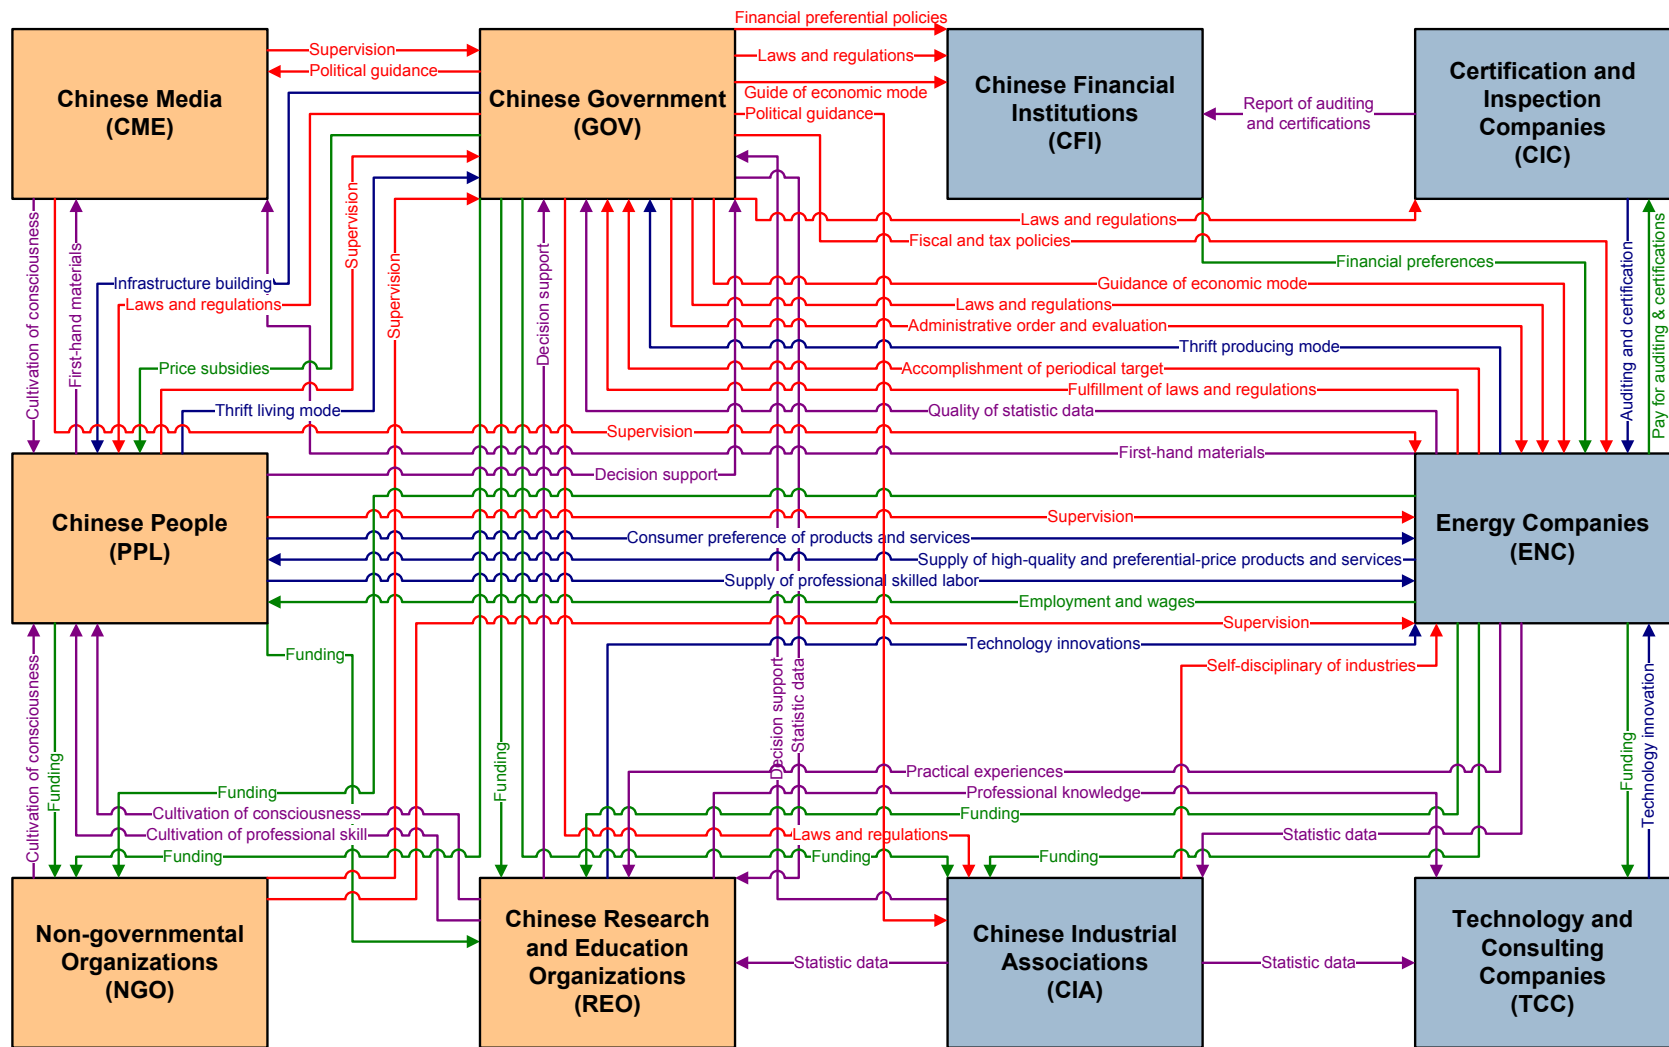 Financial preferential policies
Supervision
Laws and regulations
Political guidance
Chinese Media
(CME)
Chinese Government
(GOV)
Guide of economic mode
Political guidance
Chinese Financial
Institutions
(CFI)
Report of auditing
and certifications
Certification and
Inspection
Companies
(CIC)
Laws and regulations
Fiscal and tax policies
Financial preferences
Infrastructure building
Guidance of economic mode
Laws and regulations
Laws and regulations
Administrative order and evaluation
Thrift producing mode
Price subsidies
Accomplishment of periodical target
Fulfillment of laws and regulations
Thrift living mode
Quality of statistic data
Supervision
First-hand materials
Decision support
Cultivation of consciousness
First-hand materials
Supervision
Supervision
Decision support
Auditing and certification
Pay for auditing & certifications
Chinese People
(PPL)
Supervision
Consumer preference of products and services
Supply of high-quality and preferential-price products and services
Supply of professional skilled labor
Employment and wages
Energy Companies
(ENC)
Supervision
Funding
Technology innovations
Self-disciplinary of industries
Cultivation of consciousness
Funding
Funding
Decision support
Statistic data
Funding
Technology innovation
Practical experiences
Funding
Professional knowledge
Cultivation of consciousness
Funding
Cultivation of professional skill
Laws and regulations
Statistic data
Funding
Funding
Funding
Non-governmental
Organizations
(NGO)
Chinese Research
and Education
Organizations
(REO)
Statistic data
Chinese Industrial
Associations
(CIA)
Statistic data
Technology and
Consulting
Companies
(TCC)